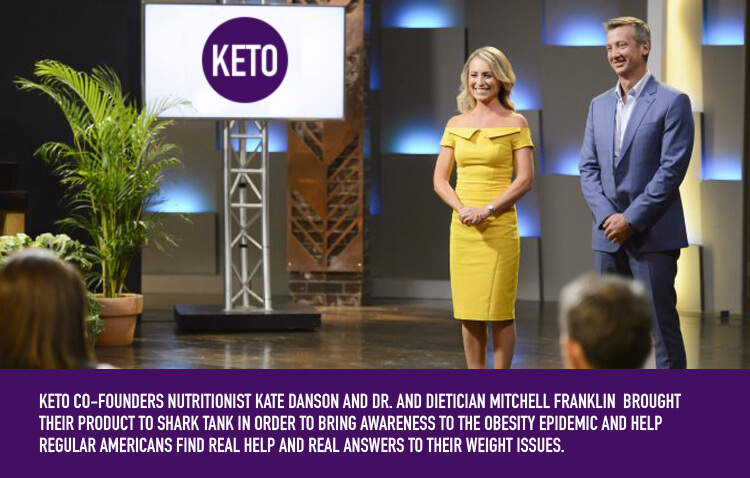 KETO
KETO CO-FOUNDERS NUTRITIONIST KATE DANSON AND DR. AND DIETICIAN MITCHELL FRANKLIN BROUGHT
THEIR PRODUCT TO SHARK TANK IN ORDER TO BRING AWARENESS TO THE OBESITY EPIDEMIC AND HELP
REGULAR AMERICANS FIND REAL HELP AND REAL ANSWERS TO THEIR WEIGHT ISSUES.